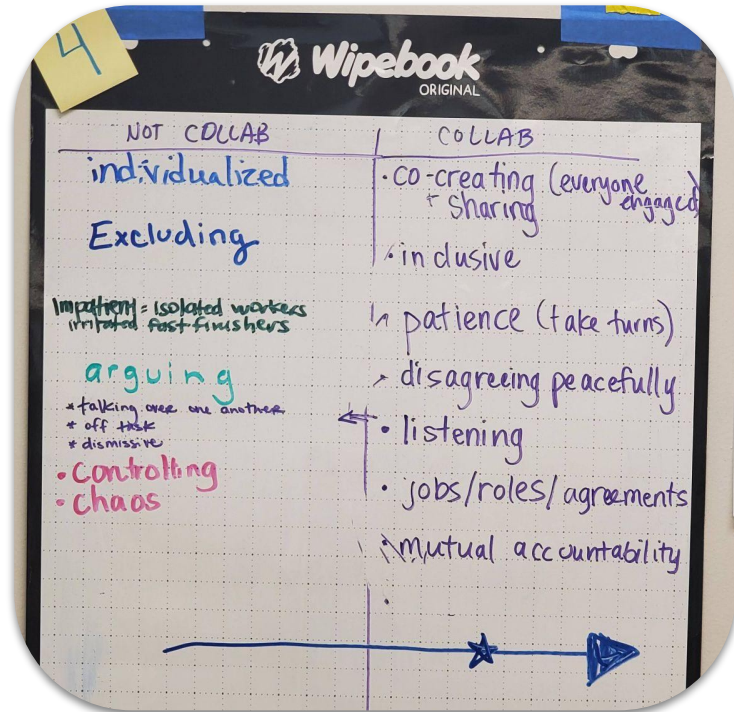 4
Wipebook
ORIGINAL
NOT COLLAB
individualized
Excluding
Impatient = isolated workers
irritated fast finishers
arguing
* talking over one another
* off task
* dismissive
• Controlling
• chaos
COLLAB
• co-creating (everyone
engaged)
+ sharing
• inclusive
patience (take turns)
disagreeing peacefully
• listening
• jobs/roles/agreements
• mutual accountability
•